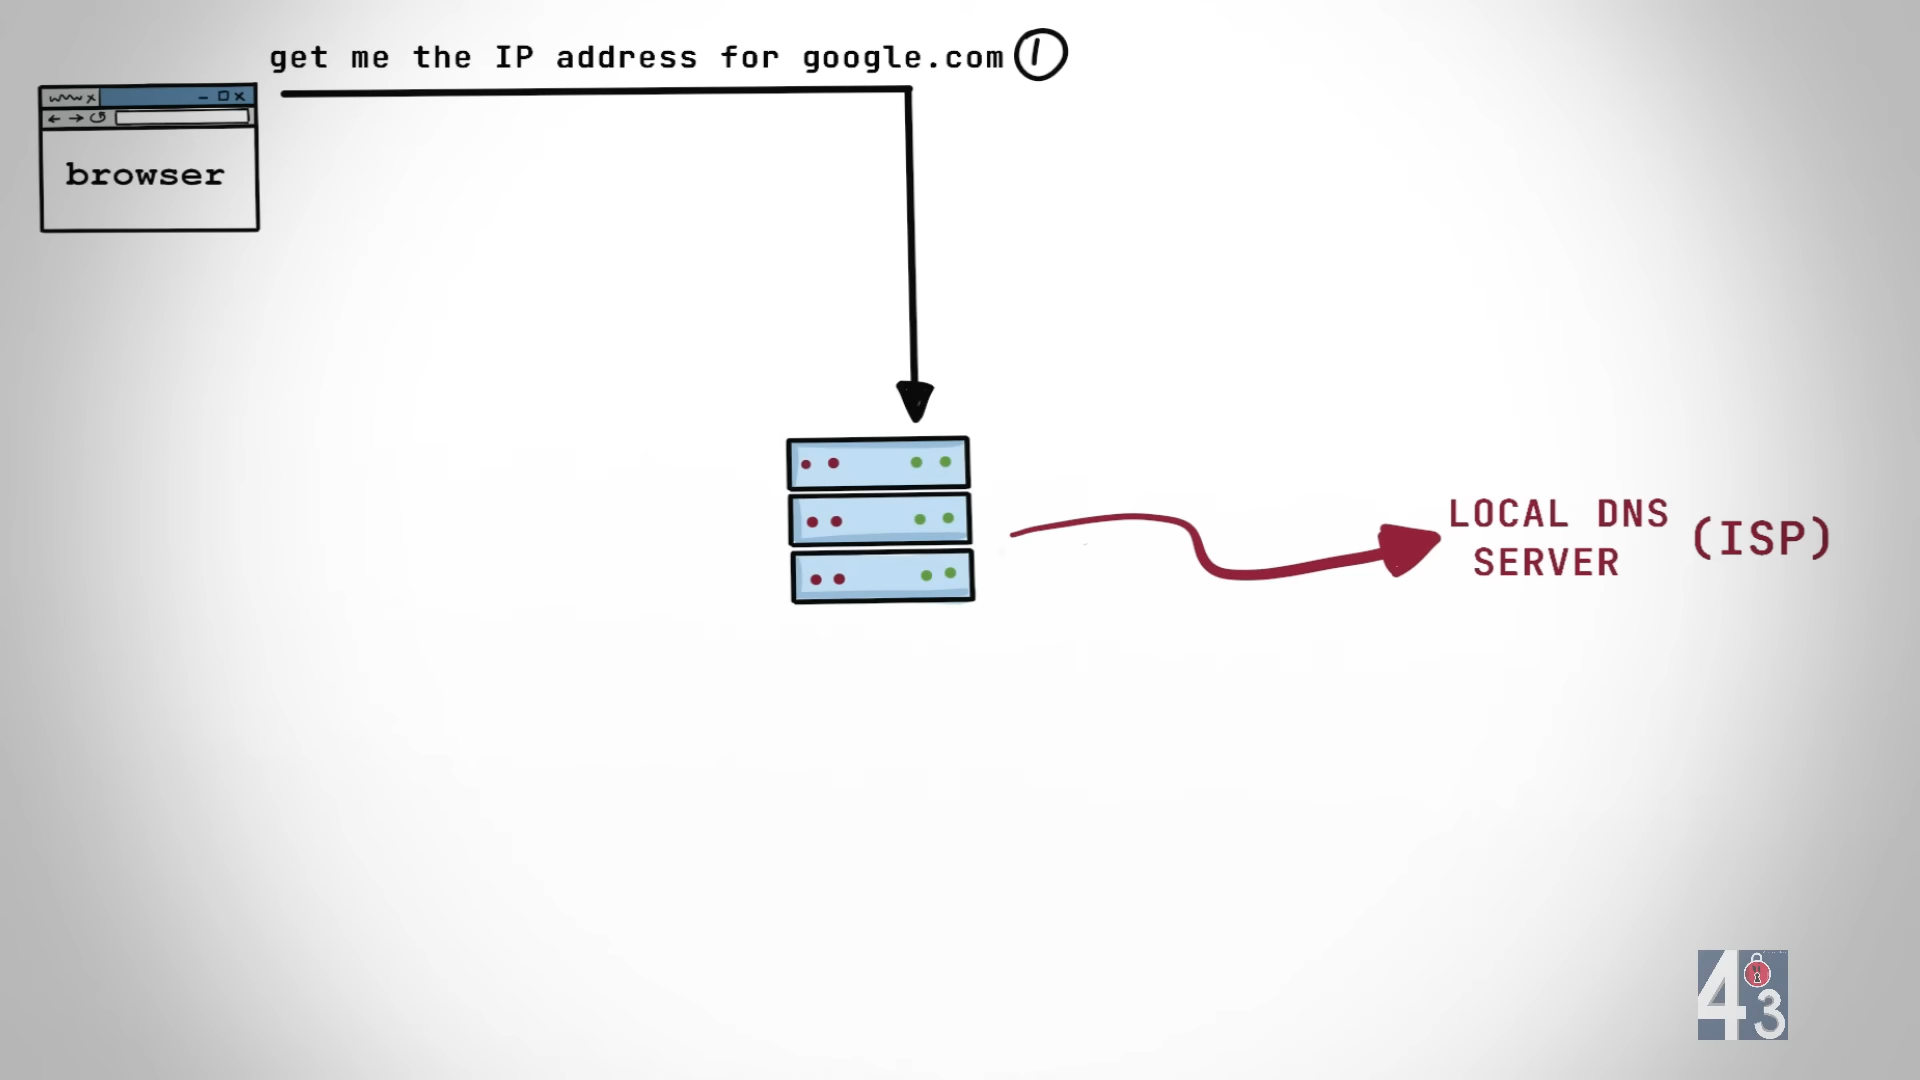 get me the IP address for google.com 1
browser
LOCAL DNS
SERVER
(ISP)
43